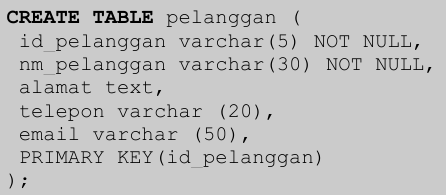 CREATE TABLE pelanggan (
id_pelanggan varchar(5) NOT NULL,
nm_pelanggan varchar(30) NOT NULL,
alamat text,
telepon varchar (20),
email varchar (50),
PRIMARY KEY(id_pelanggan)
);